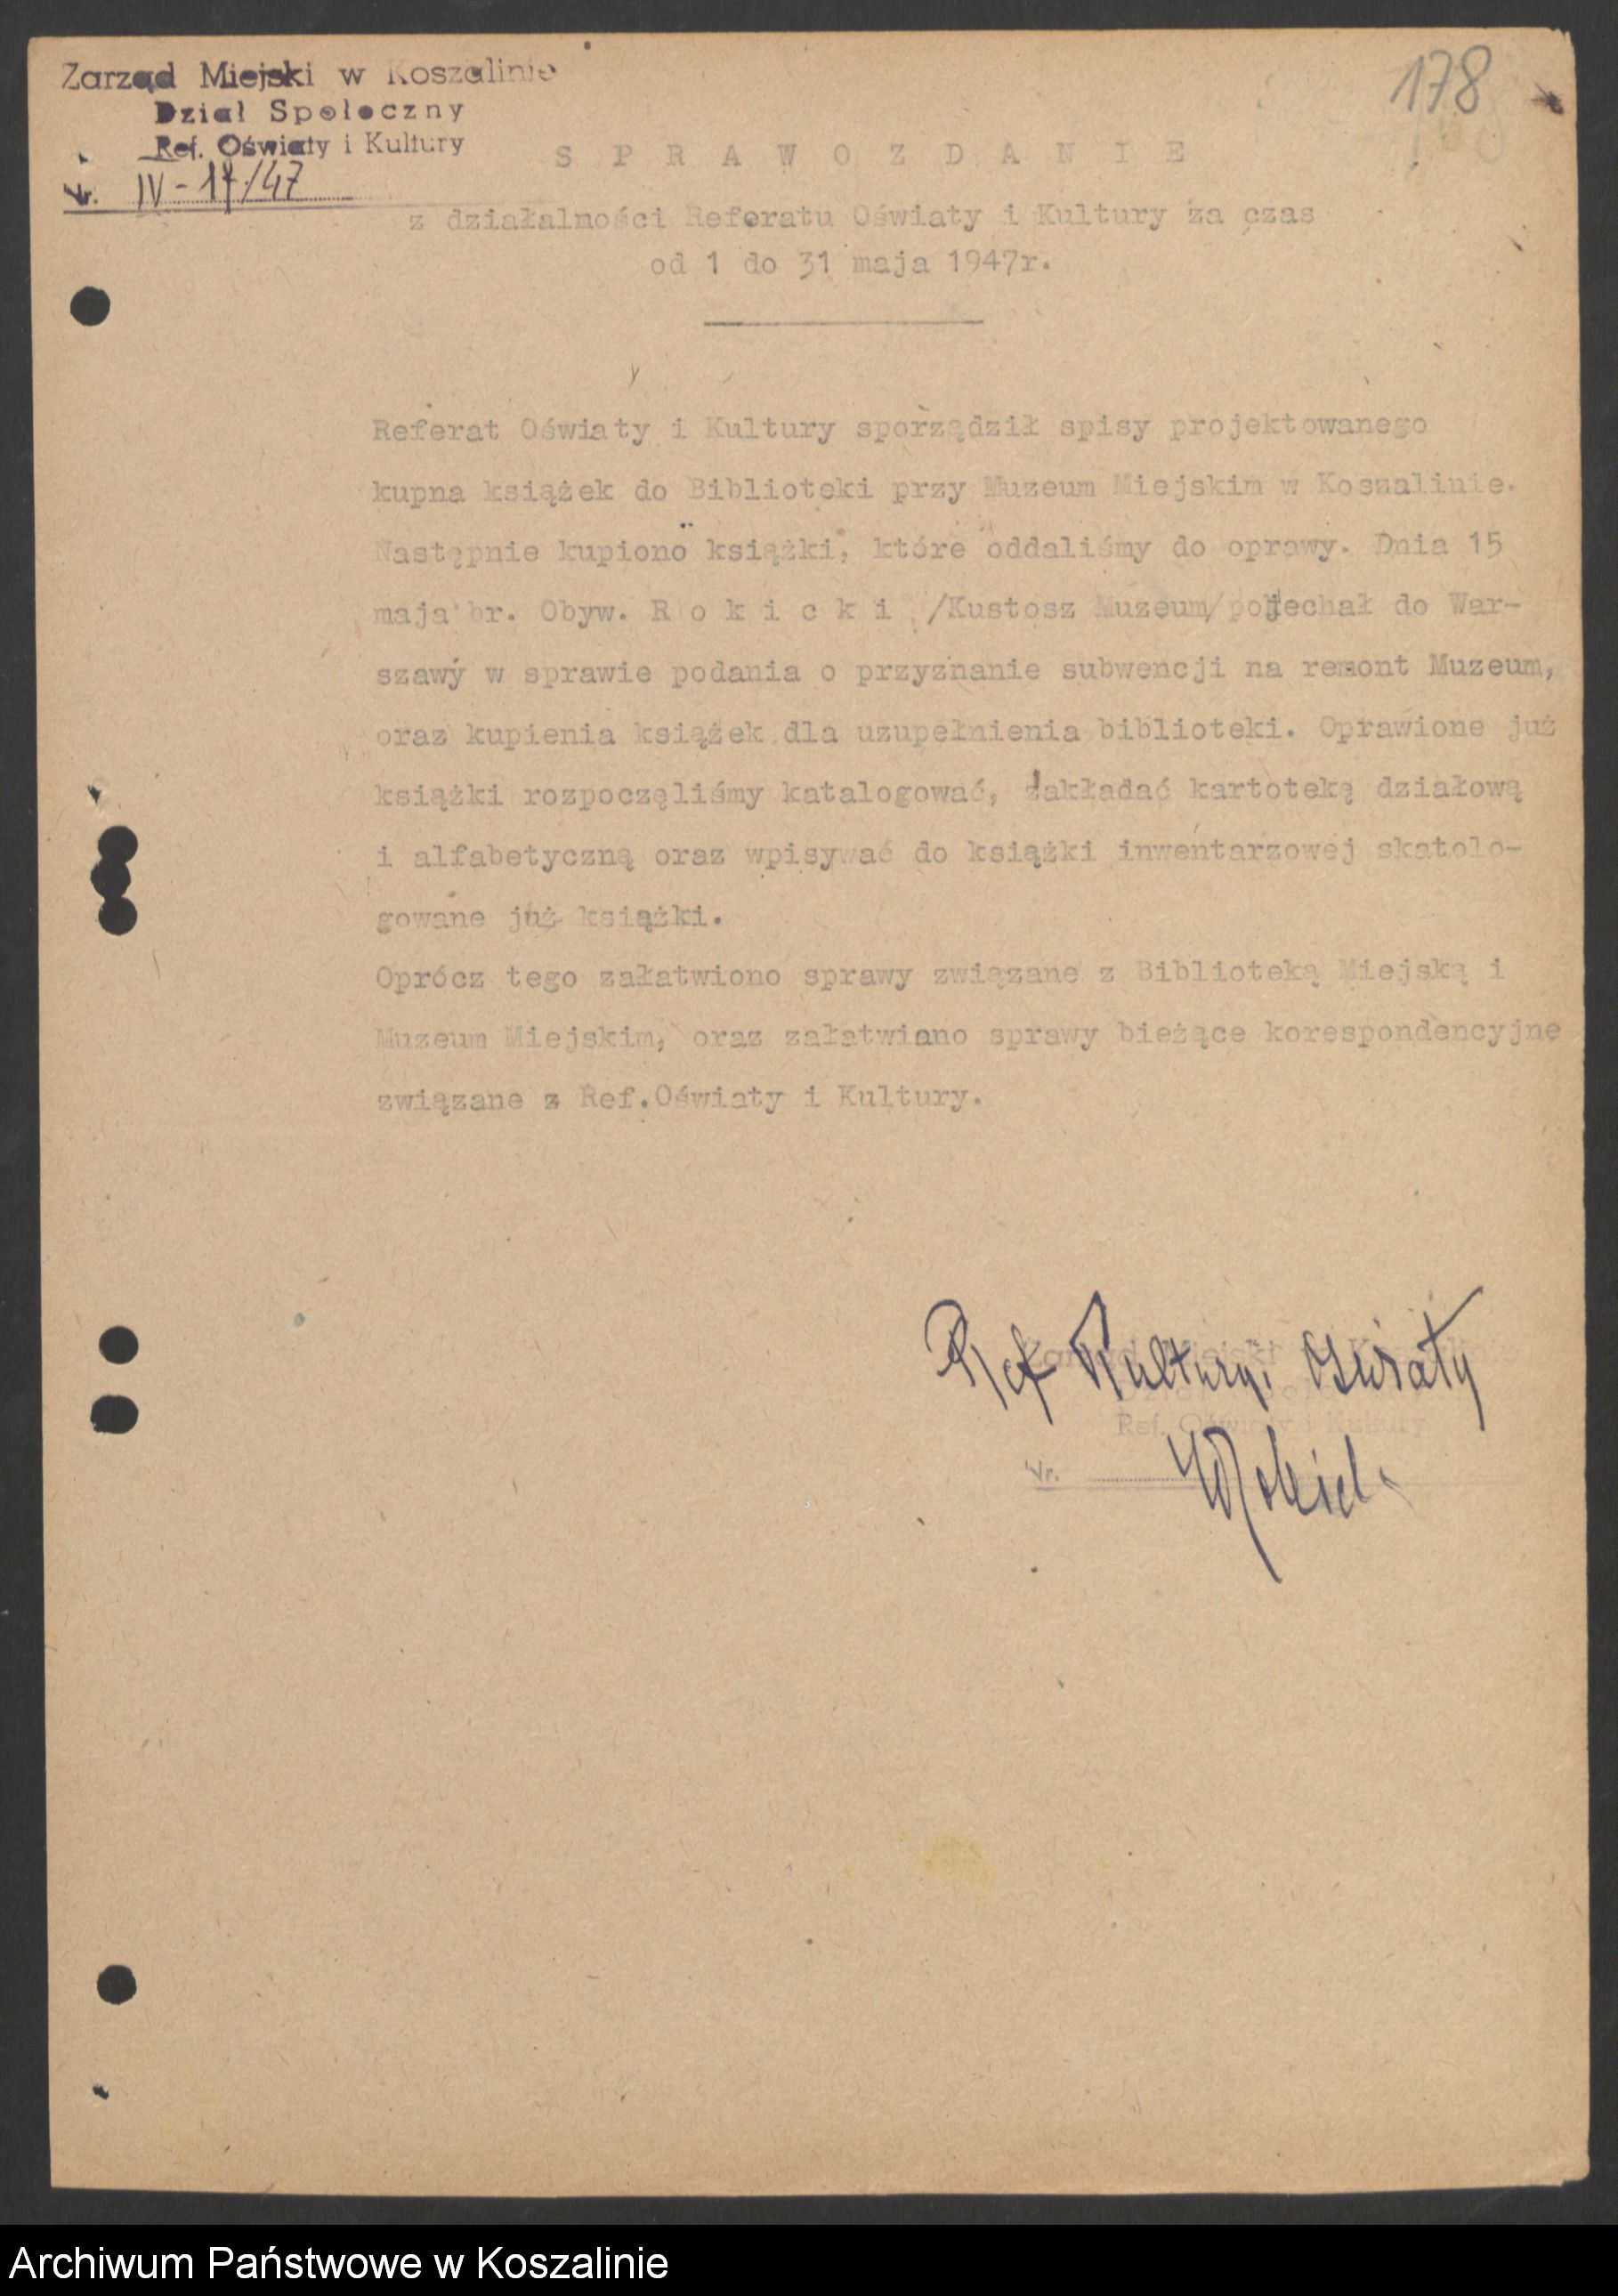 Zarząd Miejski w Koszalinie
Dział Społeczny
Ref. Oświaty i Kultury
Nr. IV-17/47
178
S P R A W O Z D A N I E
z działalności Referatu Oświaty i Kultury za czas
od 1 do 31 maja 1947r.
Referat Oświaty i Kultury sporządził spisy projektowanego
kupna książek do Biblioteki przy Muzeum Miejskim w Koszalinie.
Następnie kupiono książki, które oddaliśmy do oprawy. Dnia 15
maja br. Obyw. R o k i c k i /Kustosz Muzeum/ pojechał do War-
szawy w sprawie podania o przyznanie subwencji na remont Muzeum,
oraz kupienia książek dla uzupełnienia biblioteki. Oprawione już
książki rozpoczęliśmy katalogować, zakładać kartotekę działową
i alfabetyczną oraz wpisywać do książki inwentarzowej skatolo-
gowane już książki.
Oprócz tego załatwiono sprawy związane z Biblioteką Miejską i
Muzeum Miejskim, oraz załatwiano sprawy bieżące korespondencyjne
związane z Ref.Oświaty i Kultury.
Ref Kultury i Oświaty
Ref. Oświaty i Kultury
Nr.
Archiwum Państwowe w Koszalinie